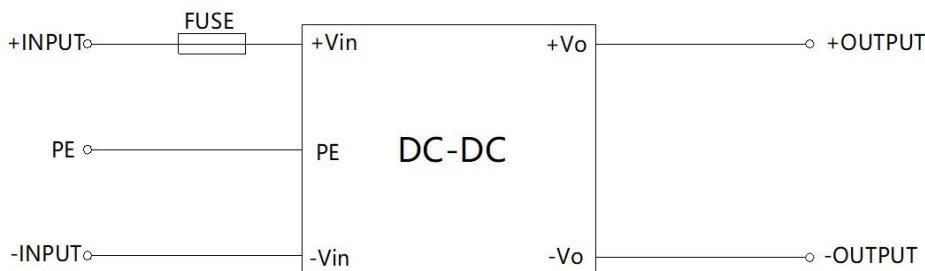 FUSE
+INPUT +Vin +Vo +OUTPUT
PE PE DC-DC
-INPUT -Vin -Vo -OUTPUT